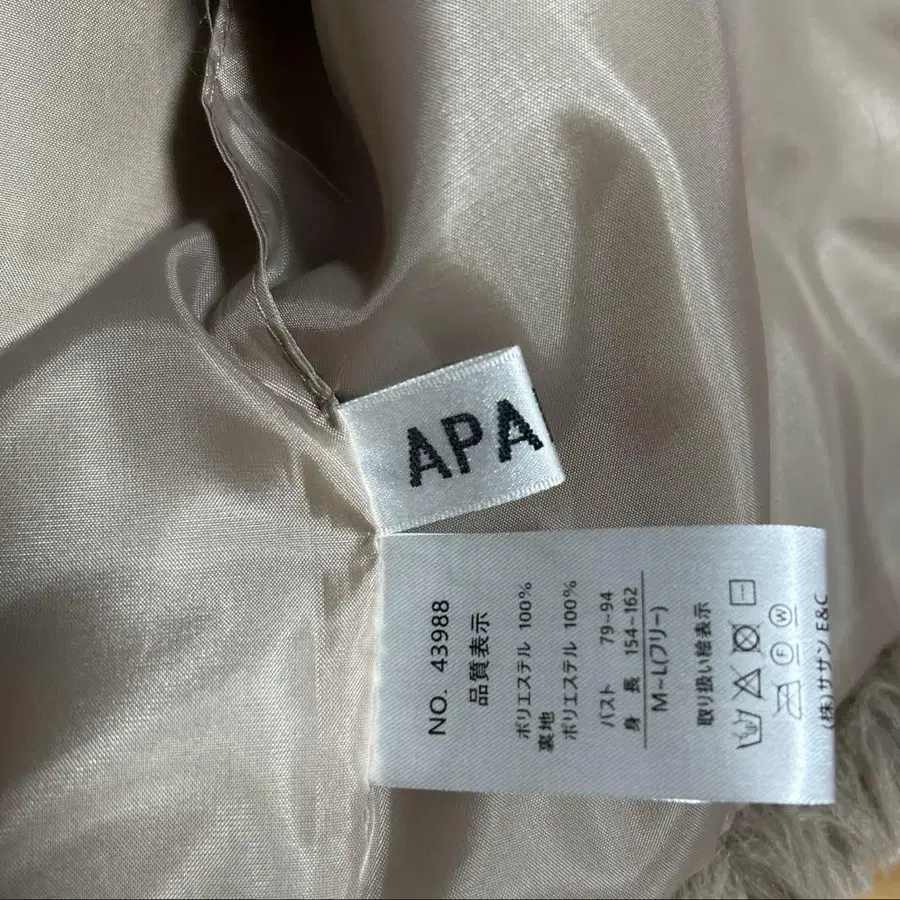 APA
NO. 43988
品質表示
ポリエステル 100%
裏地
ポリエステル 100%
バスト 79~94
身 長 154~162
M~L(フリー)
取り扱い絵表示
F W
(株)ササン E&C